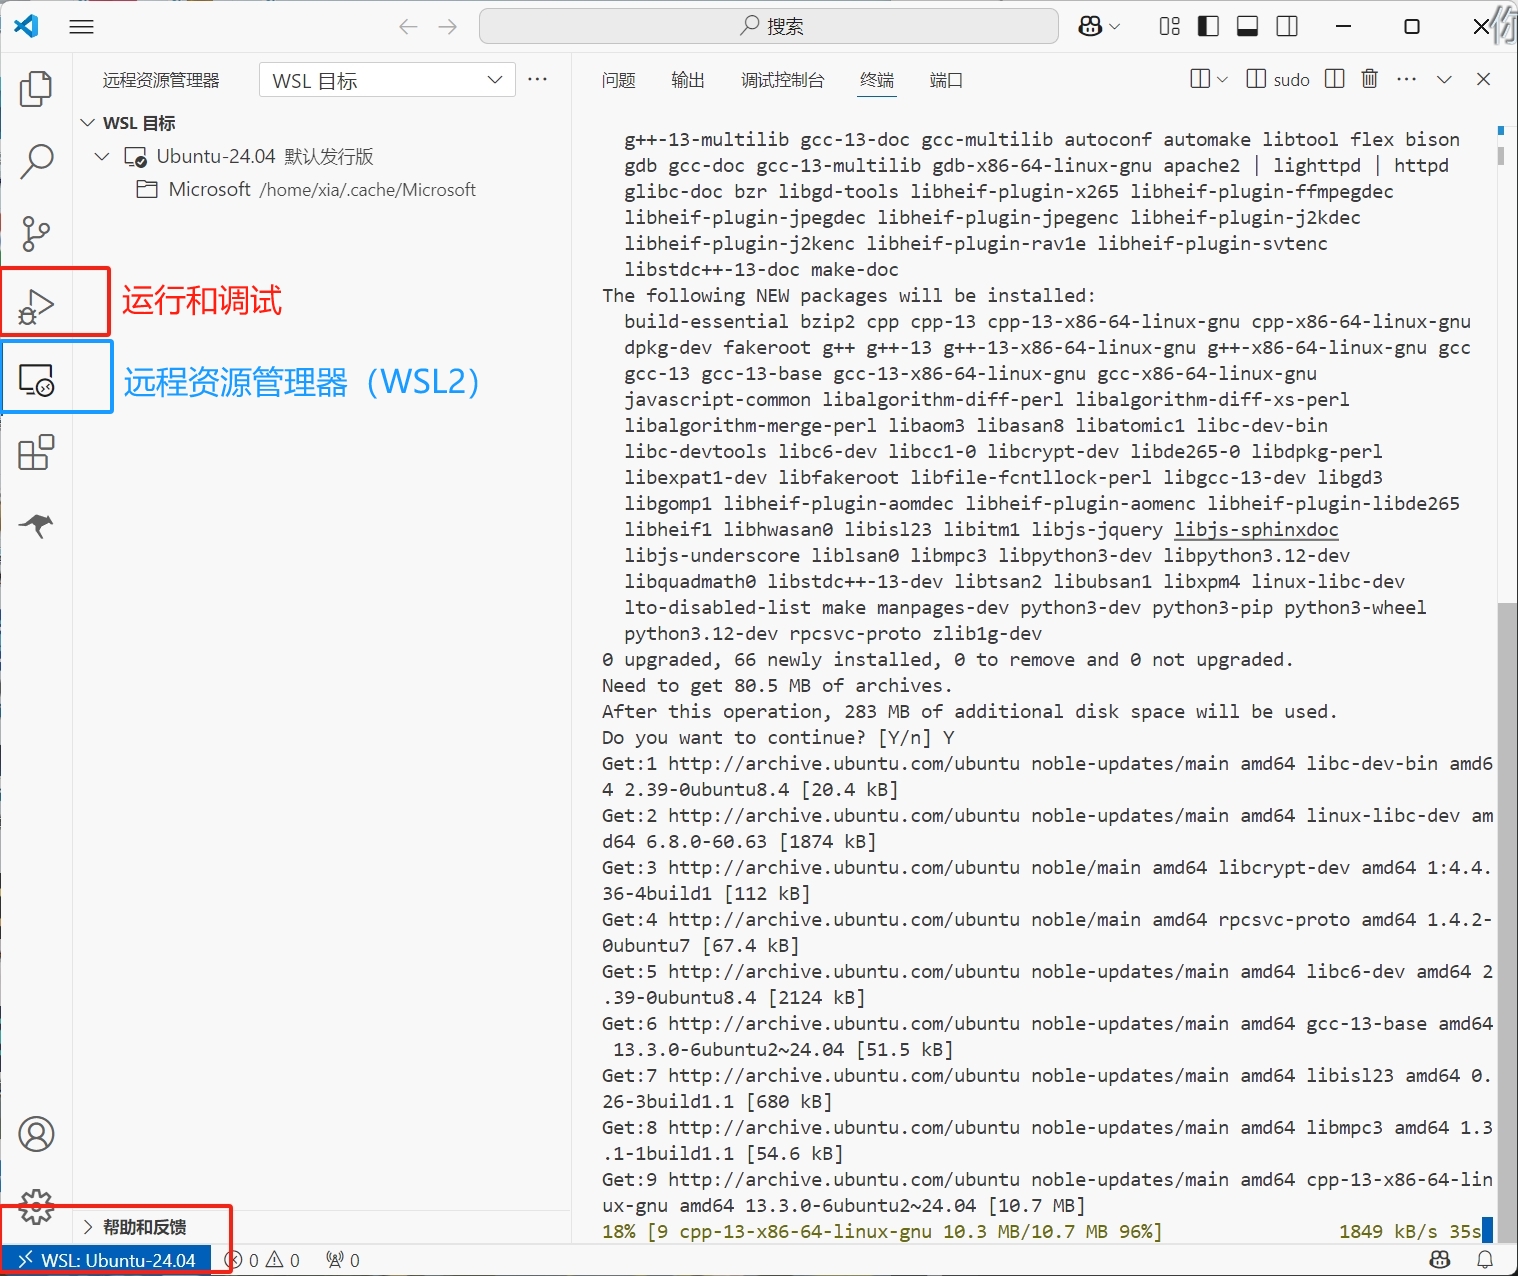 搜索
你
远程资源管理器
WSL 目标
WSL 目标
Ubuntu-24.04 默认发行版
Microsoft /home/xia/.cache/Microsoft
运行和调试
远程资源管理器（WSL2）
帮助和反馈
WSL: Ubuntu-24.04
0
0
0
问题
输出
调试控制台
终端
端口
sudo
g++-13-multilib gcc-13-doc gcc-multilib autoconf automake libtool flex bison
gdb gcc-doc gcc-13-multilib gdb-x86-64-linux-gnu apache2 | lighttpd | httpd
glibc-doc bzr libgd-tools libheif-plugin-x265 libheif-plugin-ffmpegdec
libheif-plugin-jpegdec libheif-plugin-jpegenc libheif-plugin-j2kdec
libheif-plugin-j2kenc libheif-plugin-rav1e libheif-plugin-svtenc
libstdc++-13-doc make-doc
The following NEW packages will be installed:
build-essential bzip2 cpp cpp-13 cpp-13-x86-64-linux-gnu cpp-x86-64-linux-gnu
dpkg-dev fakeroot g++ g++-13 g++-13-x86-64-linux-gnu g++-x86-64-linux-gnu gcc
gcc-13 gcc-13-base gcc-13-x86-64-linux-gnu gcc-x86-64-linux-gnu
javascript-common libalgorithm-diff-perl libalgorithm-diff-xs-perl
libalgorithm-merge-perl libaom3 libasan8 libatomic1 libc-dev-bin
libc-devtools libc6-dev libcc1-0 libcrypt-dev libde265-0 libdpkg-perl
libexpat1-dev libfakeroot libfile-fcntllock-perl libgcc-13-dev libgd3
libgomp1 libheif-plugin-aomdec libheif-plugin-aomenc libheif-plugin-libde265
libheif1 libhwasan0 libisl23 libitm1 libjs-jquery libjs-sphinxdoc
libjs-underscore liblsan0 libmpc3 libpython3-dev libpython3.12-dev
libquadmath0 libstdc++-13-dev libtsan2 libubsan1 libxpm4 linux-libc-dev
lto-disabled-list make manpages-dev python3-dev python3-pip python3-wheel
python3.12-dev rpcsvc-proto zlib1g-dev
0 upgraded, 66 newly installed, 0 to remove and 0 not upgraded.
Need to get 80.5 MB of archives.
After this operation, 283 MB of additional disk space will be used.
Do you want to continue? [Y/n] Y
Get:1 http://archive.ubuntu.com/ubuntu noble-updates/main amd64 libc-dev-bin amd6
4 2.39-0ubuntu8.4 [20.4 kB]
Get:2 http://archive.ubuntu.com/ubuntu noble-updates/main amd64 linux-libc-dev am
d64 6.8.0-60.63 [1874 kB]
Get:3 http://archive.ubuntu.com/ubuntu noble/main amd64 libcrypt-dev amd64 1:4.4.
36-4build1 [112 kB]
Get:4 http://archive.ubuntu.com/ubuntu noble/main amd64 rpcsvc-proto amd64 1.4.2-
0ubuntu7 [67.4 kB]
Get:5 http://archive.ubuntu.com/ubuntu noble-updates/main amd64 libc6-dev amd64 2
.39-0ubuntu8.4 [2124 kB]
Get:6 http://archive.ubuntu.com/ubuntu noble-updates/main amd64 gcc-13-base amd64
13.3.0-6ubuntu2~24.04 [51.5 kB]
Get:7 http://archive.ubuntu.com/ubuntu noble-updates/main amd64 libisl23 amd64 0.
26-3build1.1 [680 kB]
Get:8 http://archive.ubuntu.com/ubuntu noble-updates/main amd64 libmpc3 amd64 1.3
.1-1build1.1 [54.6 kB]
Get:9 http://archive.ubuntu.com/ubuntu noble-updates/main amd64 cpp-13-x86-64-lin
ux-gnu amd64 13.3.0-6ubuntu2~24.04 [10.7 MB]
18% [9 cpp-13-x86-64-linux-gnu 10.3 MB/10.7 MB 96%] 1849 kB/s 35s